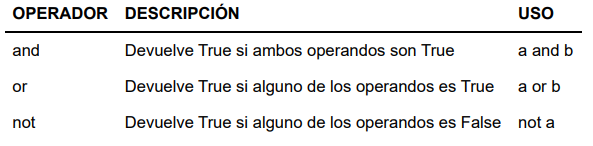 OPERADOR DESCRIPCIÓN USO
and Devuelve True si ambos operandos son True a and b
or Devuelve True si alguno de los operandos es True a or b
not Devuelve True si alguno de los operandos es False not a